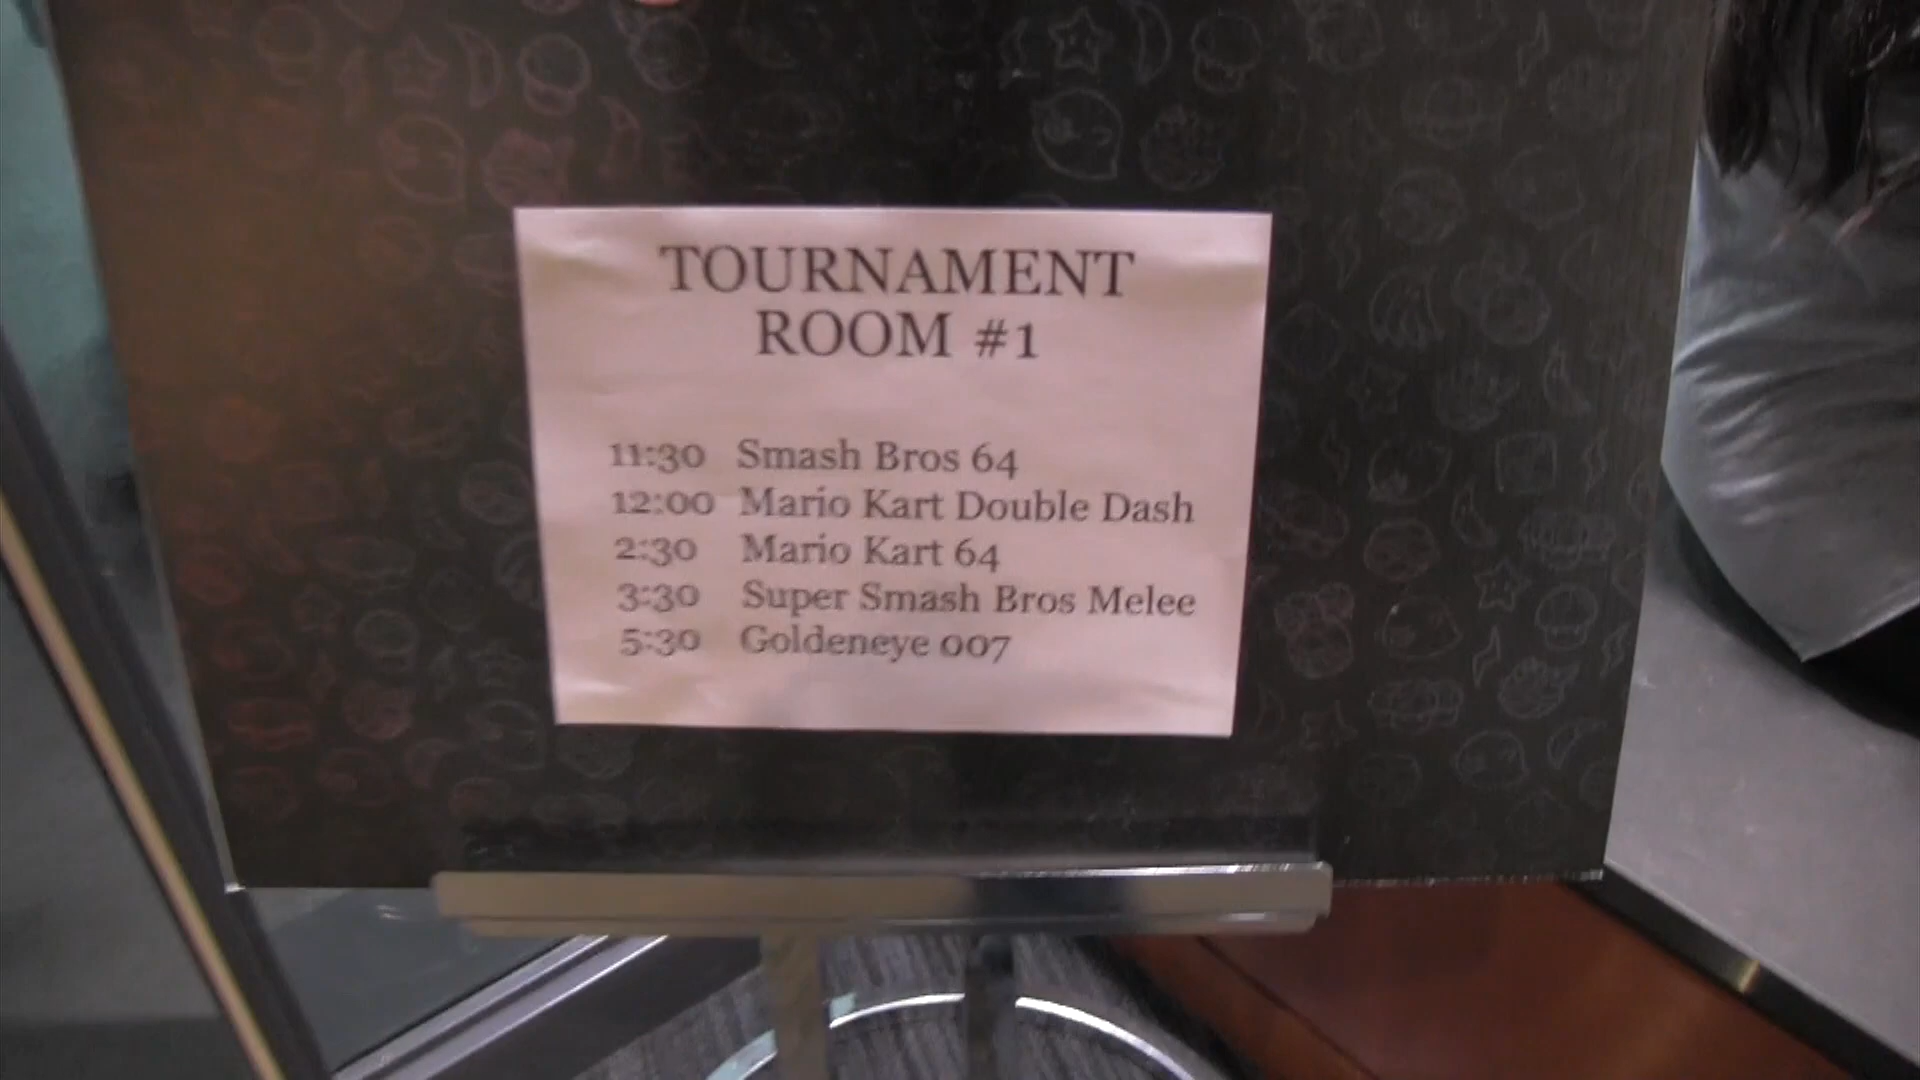 TOURNAMENT
ROOM #1
11:30 Smash Bros 64
12:00 Mario Kart Double Dash
2:30 Mario Kart 64
3:30 Super Smash Bros Melee
5:30 Goldeneye 007